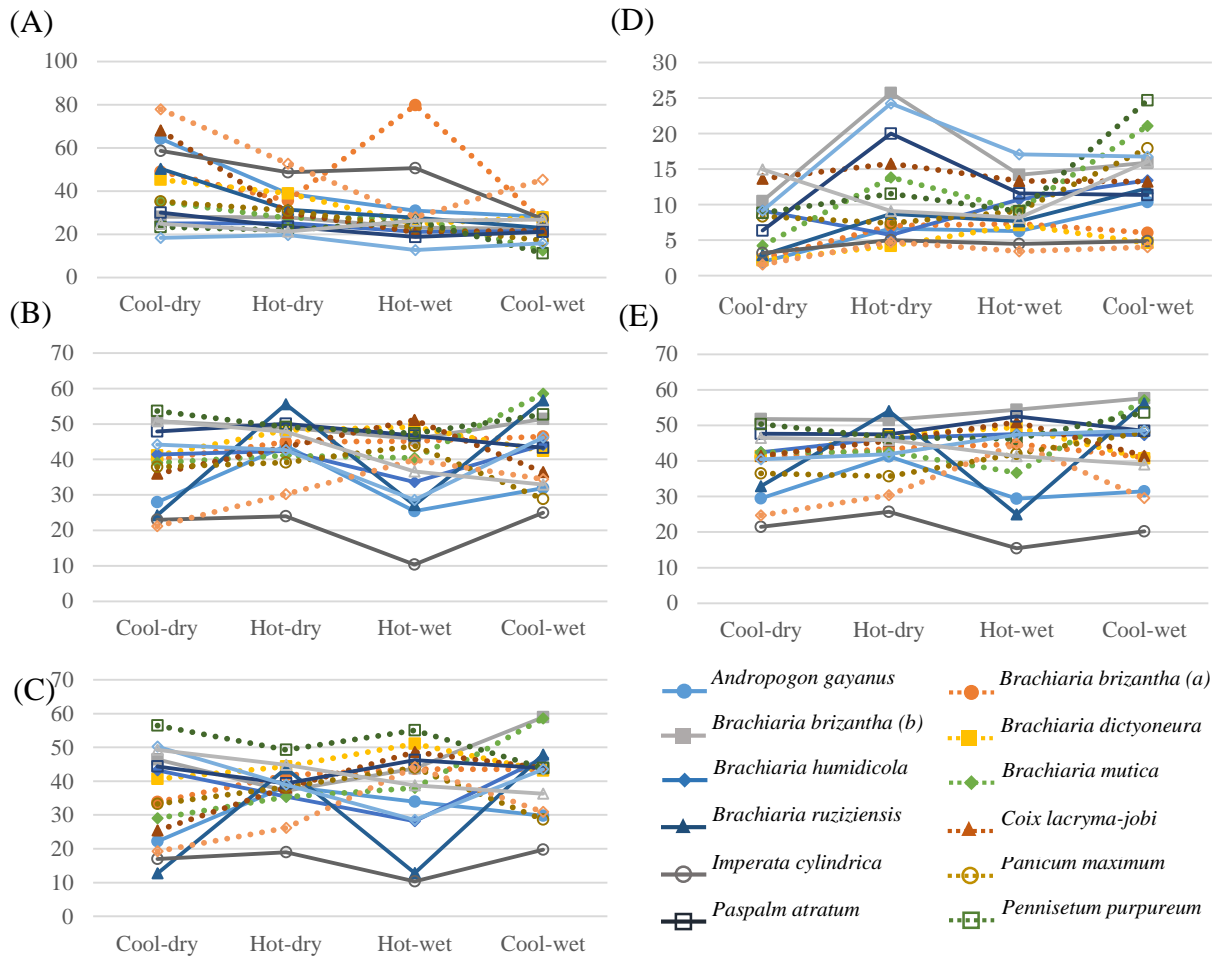 (A)
100
80
60
40
20
0
Cool-dry Hot-dry Hot-wet Cool-wet
(B)
70
60
50
40
30
20
10
0
Cool-dry Hot-dry Hot-wet Cool-wet
(C)
70
60
50
40
30
20
10
0
Cool-dry Hot-dry Hot-wet Cool-wet
(D)
30
25
20
15
10
5
0
Cool-dry Hot-dry Hot-wet Cool-wet
(E)
70
60
50
40
30
20
10
0
Cool-dry Hot-dry Hot-wet Cool-wet
Andropogon gayanus
Brachiaria brizantha (a)
Brachiaria brizantha (b)
Brachiaria dictyoneura
Brachiaria humidicola
Brachiaria mutica
Brachiaria ruziziensis
Coix lacryma-jobi
Imperata cylindrica
Panicum maximum
Paspalm atratum
Pennisetum purpureum